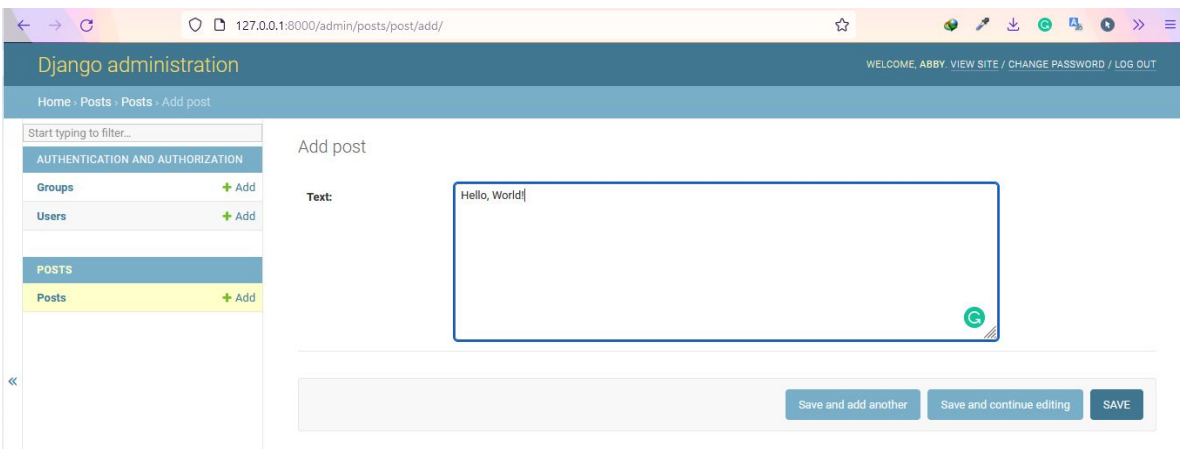 127.0.0.1:8000/admin/posts/post/add/
Django administration
WELCOME, ABBY. VIEW SITE / CHANGE PASSWORD / LOG OUT
Home › Posts › Posts › Add post
Start typing to filter...
AUTHENTICATION AND AUTHORIZATION
Groups + Add
Users + Add
POSTS
Posts + Add
«
Add post
Text:
Hello, World!
Save and add another
Save and continue editing
SAVE